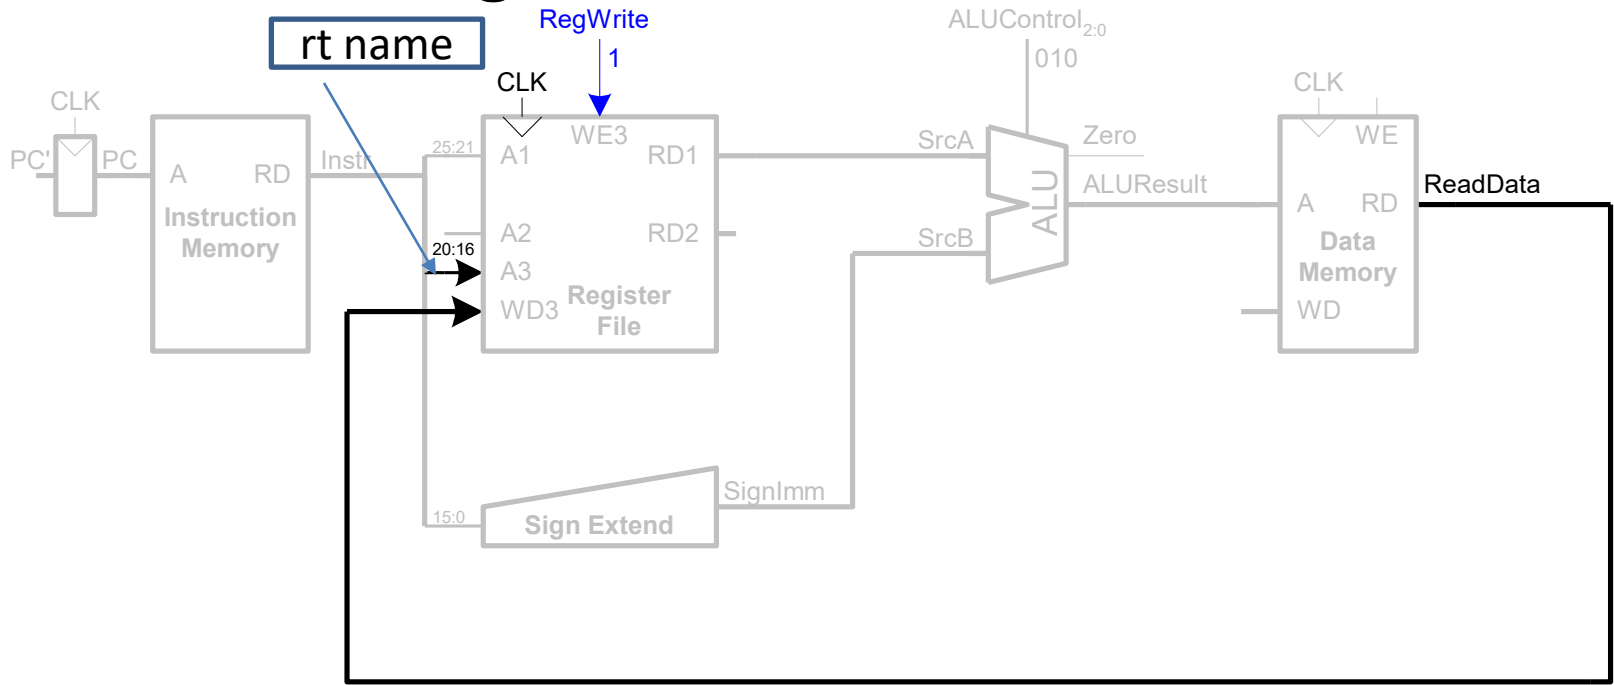 RegWrite
ALUControl2:0
rt name
1
010
CLK
CLK
CLK
WE3
WE
PC'
PC
A
RD
Instr
25:21
A1
RD1
SrcA
Zero
ALU
ALUResult
A
RD
ReadData
Instruction
Memory
A2
RD2
SrcB
Data
Memory
20:16
A3
WD3
Register
File
WD
SignImm
15:0
Sign Extend